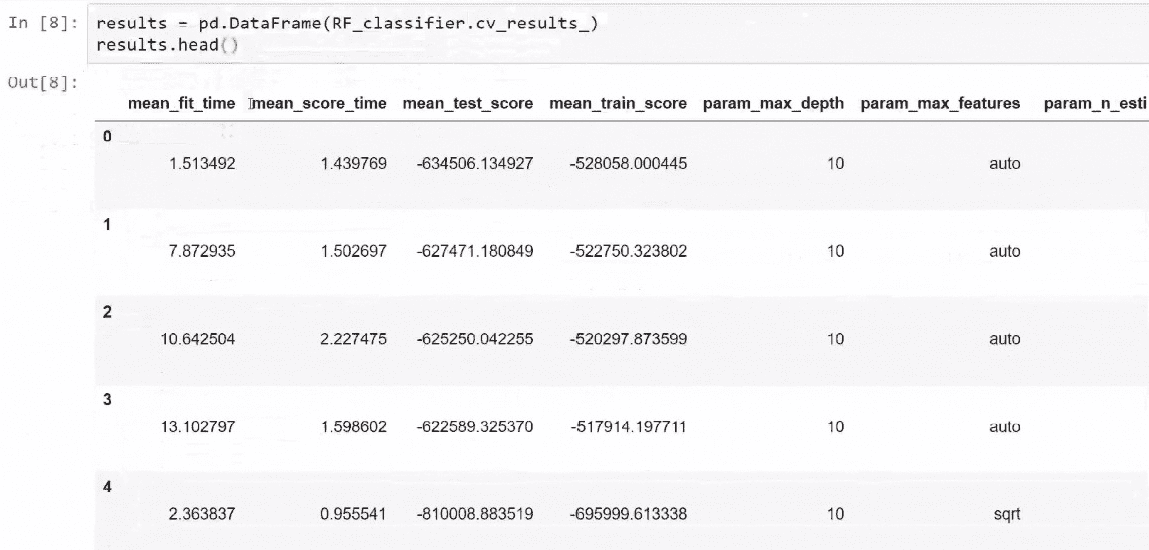 In [8]: results = pd.DataFrame(RF_classifier.cv_results_)
results.head()
Out[8]:
mean_fit_time mean_score_time mean_test_score mean_train_score param_max_depth param_max_features param_n_esti
0
1.513492 1.439769 -634506.134927 -528058.000445 10 auto
1
7.872935 1.502697 -627471.180849 -522750.323802 10 auto
2
10.642504 2.227475 -625250.042255 -520297.873599 10 auto
3
13.102797 1.598602 -622589.325370 -517914.197711 10 auto
4
2.363837 0.955541 -810008.883519 -695999.613338 10 sqrt